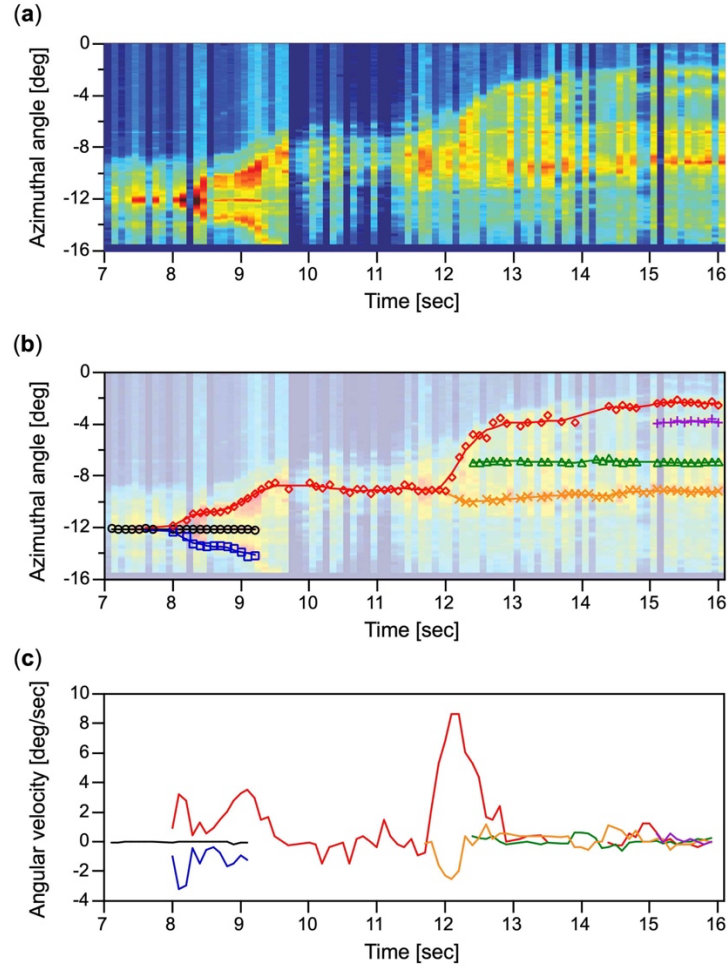 (a)
0
-4
-8
-12
-16
Azimuthal angle [deg]
7 8 9 10 11 12 13 14 15 16
Time [sec]
(b)
0
-4
-8
-12
-16
Azimuthal angle [deg]
7 8 9 10 11 12 13 14 15 16
Time [sec]
(c)
10
8
6
4
2
0
-2
-4
Angular velocity [deg/sec]
7 8 9 10 11 12 13 14 15 16
Time [sec]